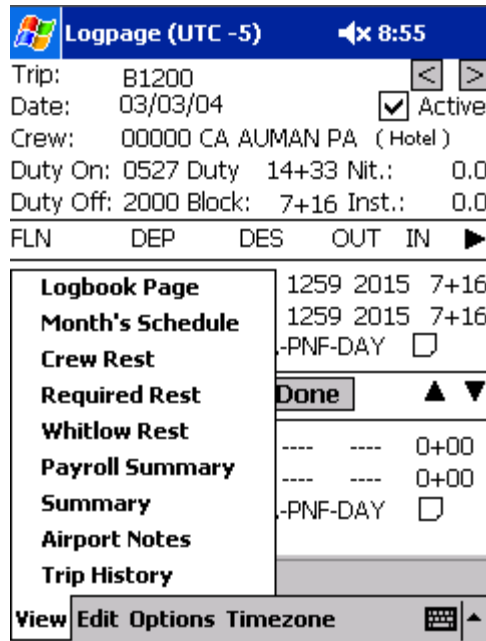 Logpage (UTC -5) 8:55
Trip: B1200 < >
Date: 03/03/04 Active
Crew: 00000 CA AUMAN PA ( Hotel )
Duty On: 0527 Duty 14+33 Nit.: 0.0
Duty Off: 2000 Block: 7+16 Inst.: 0.0
FLN DEP DES OUT IN
1259 2015 7+16
1259 2015 7+16
-PNF-DAY
Done
---- ---- 0+00
---- ---- 0+00
-PNF-DAY
Logbook Page
Month's Schedule
Crew Rest
Required Rest
Whitlow Rest
Payroll Summary
Summary
Airport Notes
Trip History
View Edit Options Timezone